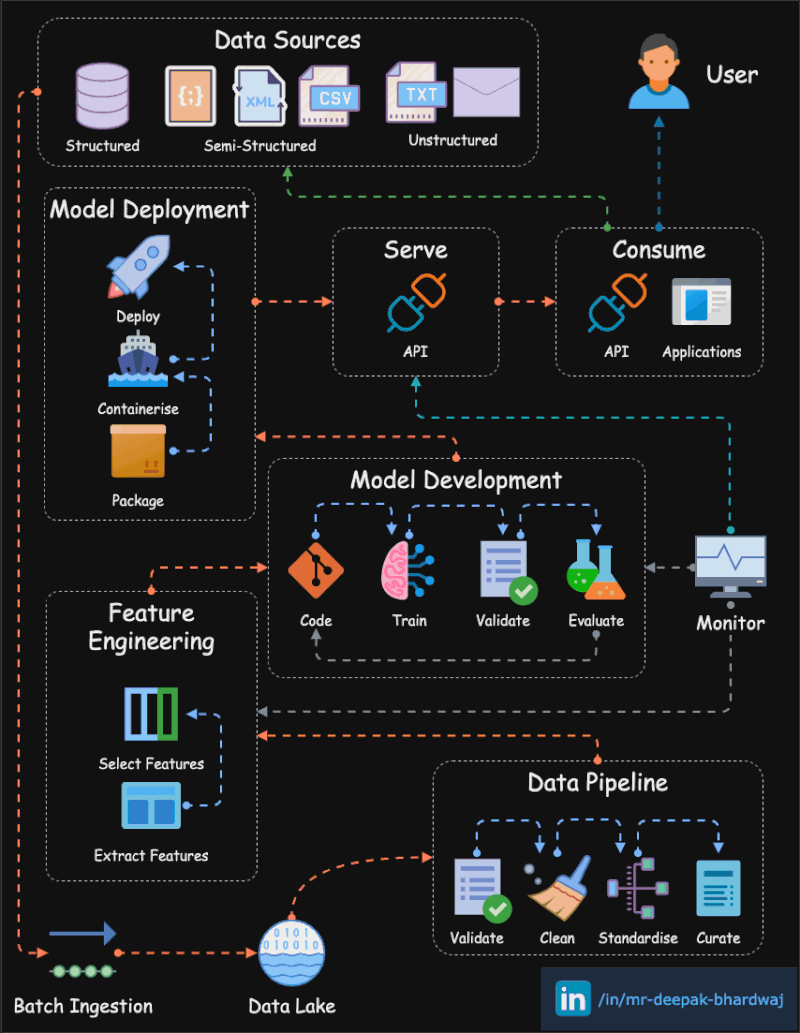 Data Sources
User
{;}
XML
CSV
TXT
Structured
Semi-Structured
Unstructured
Model Deployment
Deploy
Containerise
Package
Serve
API
Consume
API
Applications
Model Development
Code
Train
Validate
Evaluate
Monitor
Feature
Engineering
Select Features
Extract Features
Data Pipeline
Validate
Clean
Standardise
Curate
Batch Ingestion
0101
010010
Data Lake
in
/in/mr-deepak-bhardwaj